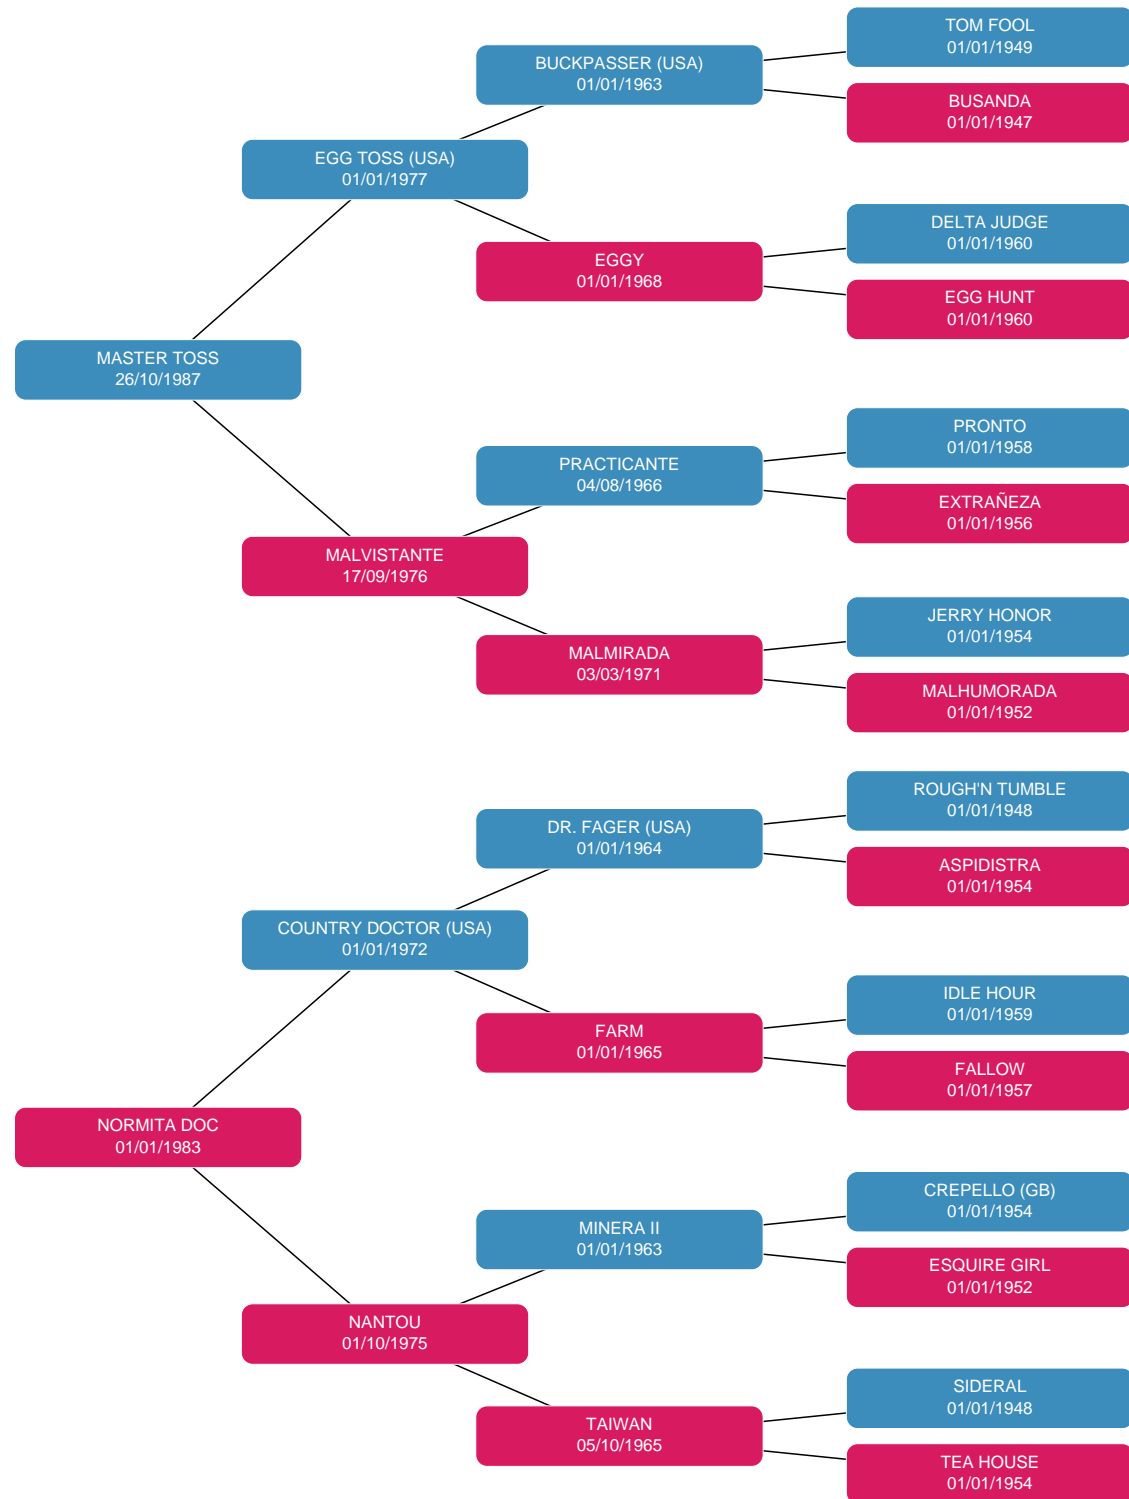 TOM FOOL
01/01/1949
BUCKPASSER (USA)
01/01/1963
BUSANDA
01/01/1947
EGG TOSS (USA)
01/01/1977
DELTA JUDGE
01/01/1960
EGGY
01/01/1968
EGG HUNT
01/01/1960
MASTER TOSS
26/10/1987
PRONTO
01/01/1958
PRACTICANTE
04/08/1966
EXTRAÑEZA
01/01/1956
MALVISTANTE
17/09/1976
JERRY HONOR
01/01/1954
MALMIRADA
03/03/1971
MALHUMORADA
01/01/1952
ROUGH'N TUMBLE
01/01/1948
DR. FAGER (USA)
01/01/1964
ASPIDISTRA
01/01/1954
COUNTRY DOCTOR (USA)
01/01/1972
IDLE HOUR
01/01/1959
FARM
01/01/1965
FALLOW
01/01/1957
NORMITA DOC
01/01/1983
CREPELLO (GB)
01/01/1954
MINERA II
01/01/1963
ESQUIRE GIRL
01/01/1952
NANTOU
01/10/1975
SIDERAL
01/01/1948
TAIWAN
05/10/1965
TEA HOUSE
01/01/1954